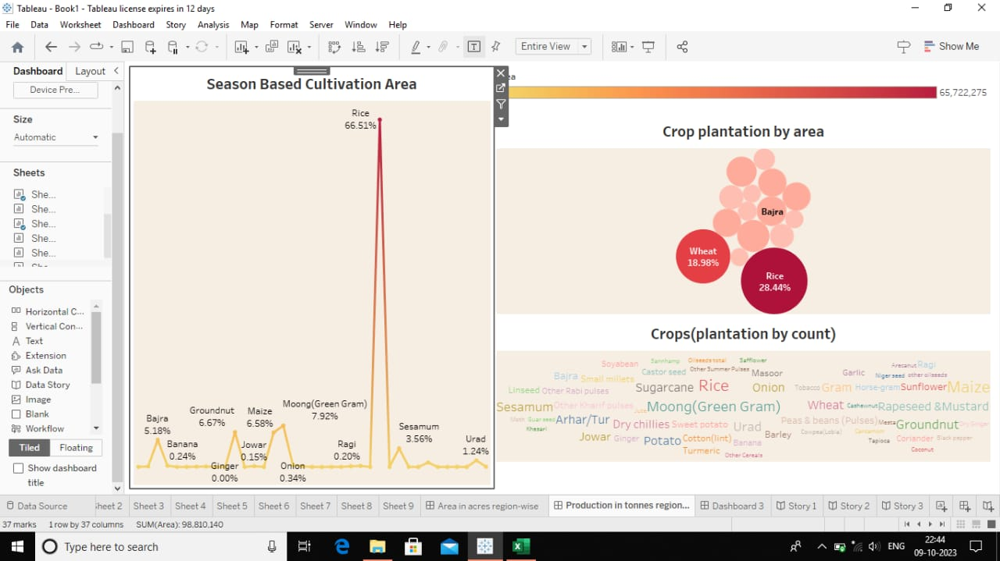 Tableau - Book1 - Tableau license expires in 12 days
File Data Worksheet Dashboard Story Analysis Map Format Server Window Help
Entire View
Show Me
Dashboard Layout
Device Pre...
Size
Automatic
Sheets
She...
She...
She...
She...
She...
Objects
Horizontal C...
Vertical Con...
Text
Extension
Ask Data
Data Story
Image
Blank
Workflow
Tiled Floating
Show dashboard
title
Season Based Cultivation Area
Rice
66.51%
Bajra
5.18%
Banana
0.24%
Groundnut
6.67%
Ginger
0.00%
Maize
6.58%
Jowar
0.15%
Moong(Green Gram)
7.92%
Onion
0.34%
Ragi
0.20%
Sesamum
3.56%
Urad
1.24%
ea
65,722,275
Crop plantation by area
Bajra
Wheat
18.98%
Rice
28.44%
Crops(plantation by count)
Soyabean Sannhamp Oilseeds total Safflower Arecanut Ragi
Bajra Small millets Castor seed Other Summer Pulses Masoor Garlic Niger seed other oilseeds
Linseed Other Rabi pulses Sugarcane Rice Onion Tobacco Gram Horse-gram Sunflower Maize
Sesamum Other Kharif pulses Jute Moong(Green Gram) Wheat Cashewnut Rapeseed &Mustard
Moth Guar seed Arhar/Tur Dry chillies Sweet potato Urad Peas & beans (Pulses) Mesta Groundnut Dry Ginger
Khesari Jowar Ginger Potato Cotton(lint) Banana Barley Cowpea(Lobia) Tapioca Cardamom Coriander Black pepper
Turmeric Other Cereals Coconut
Data Source Sheet 2 Sheet 3 Sheet 4 Sheet 5 Sheet 6 Sheet 7 Sheet 8 Sheet 9 Area in acres region-wise Production in tonnes region... Dashboard 3 Story 1 Story 2 Story 3
37 marks 1 row by 37 columns SUM(Area): 98,810,140
Type here to search
ENG
22:44
09-10-2023